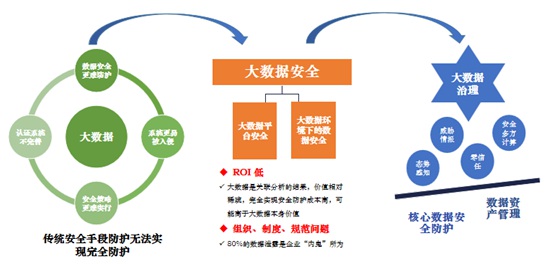 数据安全
更难防护
认证系统
不完善
大数据
系统更易
被入侵
安全策略
更难实行
传统安全手段防护无法实
现完全防护
大数据安全
大数据平
台安全
大数据环
境下的数
据安全
ROI 低
大数据是关联分析的结果，价值相对
稀疏，完全实现安全防护成本高，可
能高于大数据本身价值
组织、制度、规范问题
80%的数据泄露是企业“内鬼”所为
大数据
治理
威胁
情报
安全
多方
计算
态势
感知
零信
任
核心数据安
全防护
数据资
产管理